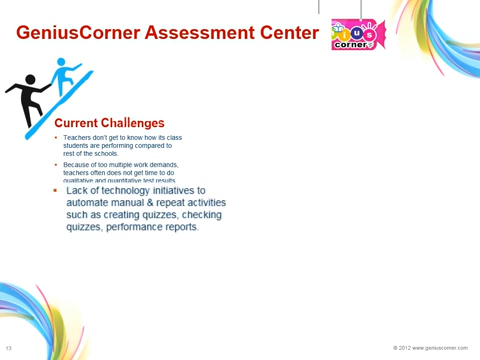 GeniusCorner Assessment Center
ius
corner
Current Challenges
Teachers don't get to know how its class
students are performing compared to
rest of the schools.
Because of too multiple work demands,
teachers often does not get time to do
qualitative and quantitative test results
Lack of technology initiatives to
automate manual & repeat activities
such as creating quizzes, checking
quizzes, performance reports.
13
© 2012 www.geniuscorner.com